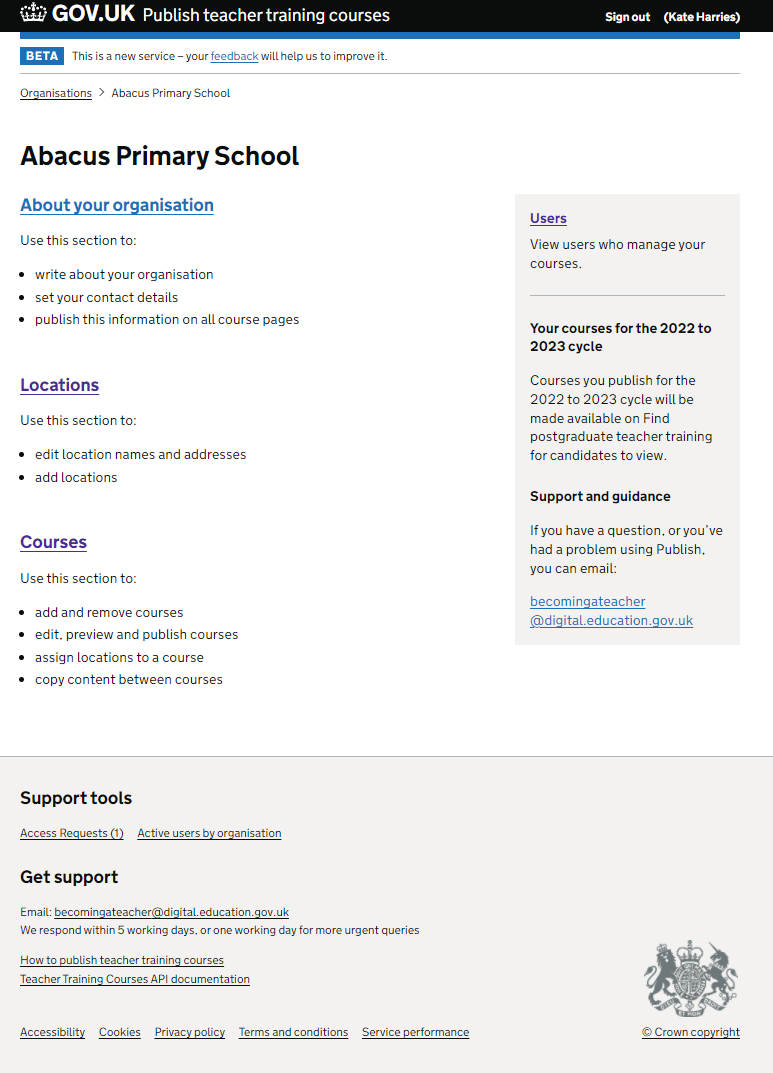 GOV.UK Publish teacher training courses Sign out (Kate Harries)
BETA This is a new service – your feedback will help us to improve it.
Organisations > Abacus Primary School
Abacus Primary School
About your organisation
Use this section to:
• write about your organisation
• set your contact details
• publish this information on all course pages
Locations
Use this section to:
• edit location names and addresses
• add locations
Courses
Use this section to:
• add and remove courses
• edit, preview and publish courses
• assign locations to a course
• copy content between courses
Users
View users who manage your
courses.
Your courses for the 2022 to
2023 cycle
Courses you publish for the
2022 to 2023 cycle will be
made available on Find
postgraduate teacher training
for candidates to view.
Support and guidance
If you have a question, or you’ve
had a problem using Publish,
you can email:
becomingateacher
@digital.education.gov.uk
Support tools
Access Requests (1) Active users by organisation
Get support
Email: becomingateacher@digital.education.gov.uk
We respond within 5 working days, or one working day for more urgent queries
How to publish teacher training courses
Teacher Training Courses API documentation
Accessibility Cookies Privacy policy Terms and conditions Service performance
© Crown copyright